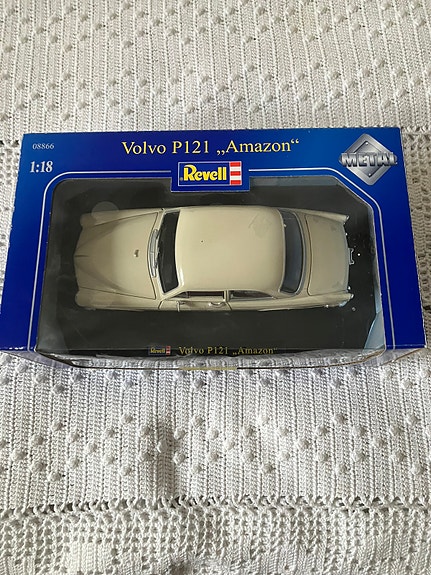 08866
Volvo P121 „Amazon“
METAL
1:18
Revell
Revell Volvo P121 „Amazon“